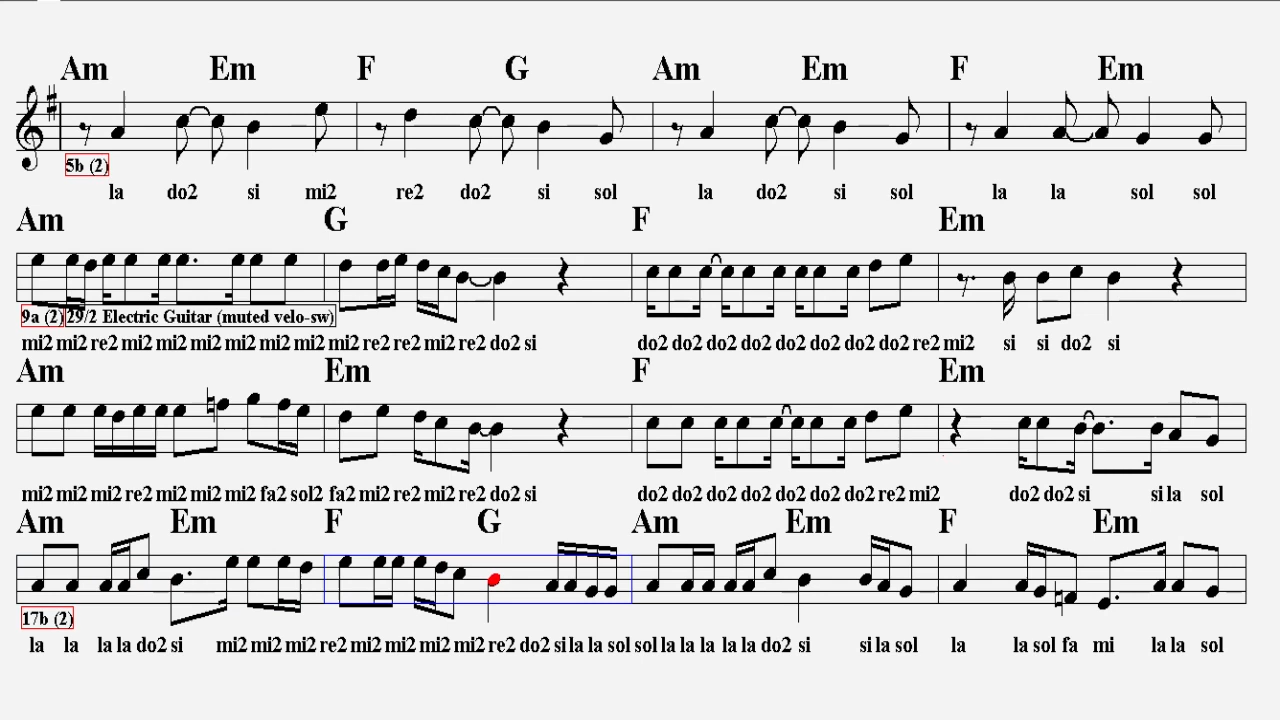 Am Em F G Am Em F Em
5b (2)
la do2 si mi2 re2 do2 si sol la do2 si sol la la sol sol
Am G F Em
9a (2) 29/2 Electric Guitar (muted velo-sw)
mi2 mi2 re2 mi2 mi2 mi2 mi2 mi2 mi2 mi2 re2 re2 mi2 re2 do2 si do2 do2 do2 do2 do2 do2 do2 do2 re2 mi2 si si do2 si
Am Em F Em
mi2 mi2 mi2 re2 mi2 mi2 mi2 fa2 sol2 fa2 mi2 re2 mi2 re2 do2 si do2 do2 do2 do2 do2 do2 do2 re2 mi2 do2 do2 si si la sol
Am Em F G Am Em F Em
17b (2)
la la la la do2 si mi2 mi2 mi2 re2 mi2 mi2 mi2 mi2 re2 do2 si la la sol sol la la la la do2 si si la sol la la sol fa mi la la sol